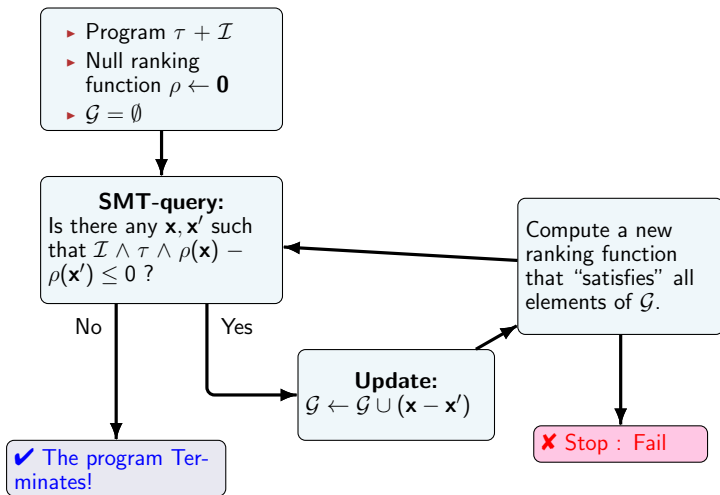 ▸ Program τ + ℐ
▸ Null ranking
function ρ ← 𝟎
▸ 𝒢 = ∅
SMT-query:
Is there any 𝐱, 𝐱′ such
that ℐ ∧ τ ∧ ρ(𝐱) −
ρ(𝐱′) ≤ 0 ?
No
Yes
Update:
𝒢 ← 𝒢 ∪ (𝐱 − 𝐱′)
Compute a new
ranking function
that “satisfies” all
elements of 𝒢.
✔ The program Ter-
minates!
✘ Stop : Fail